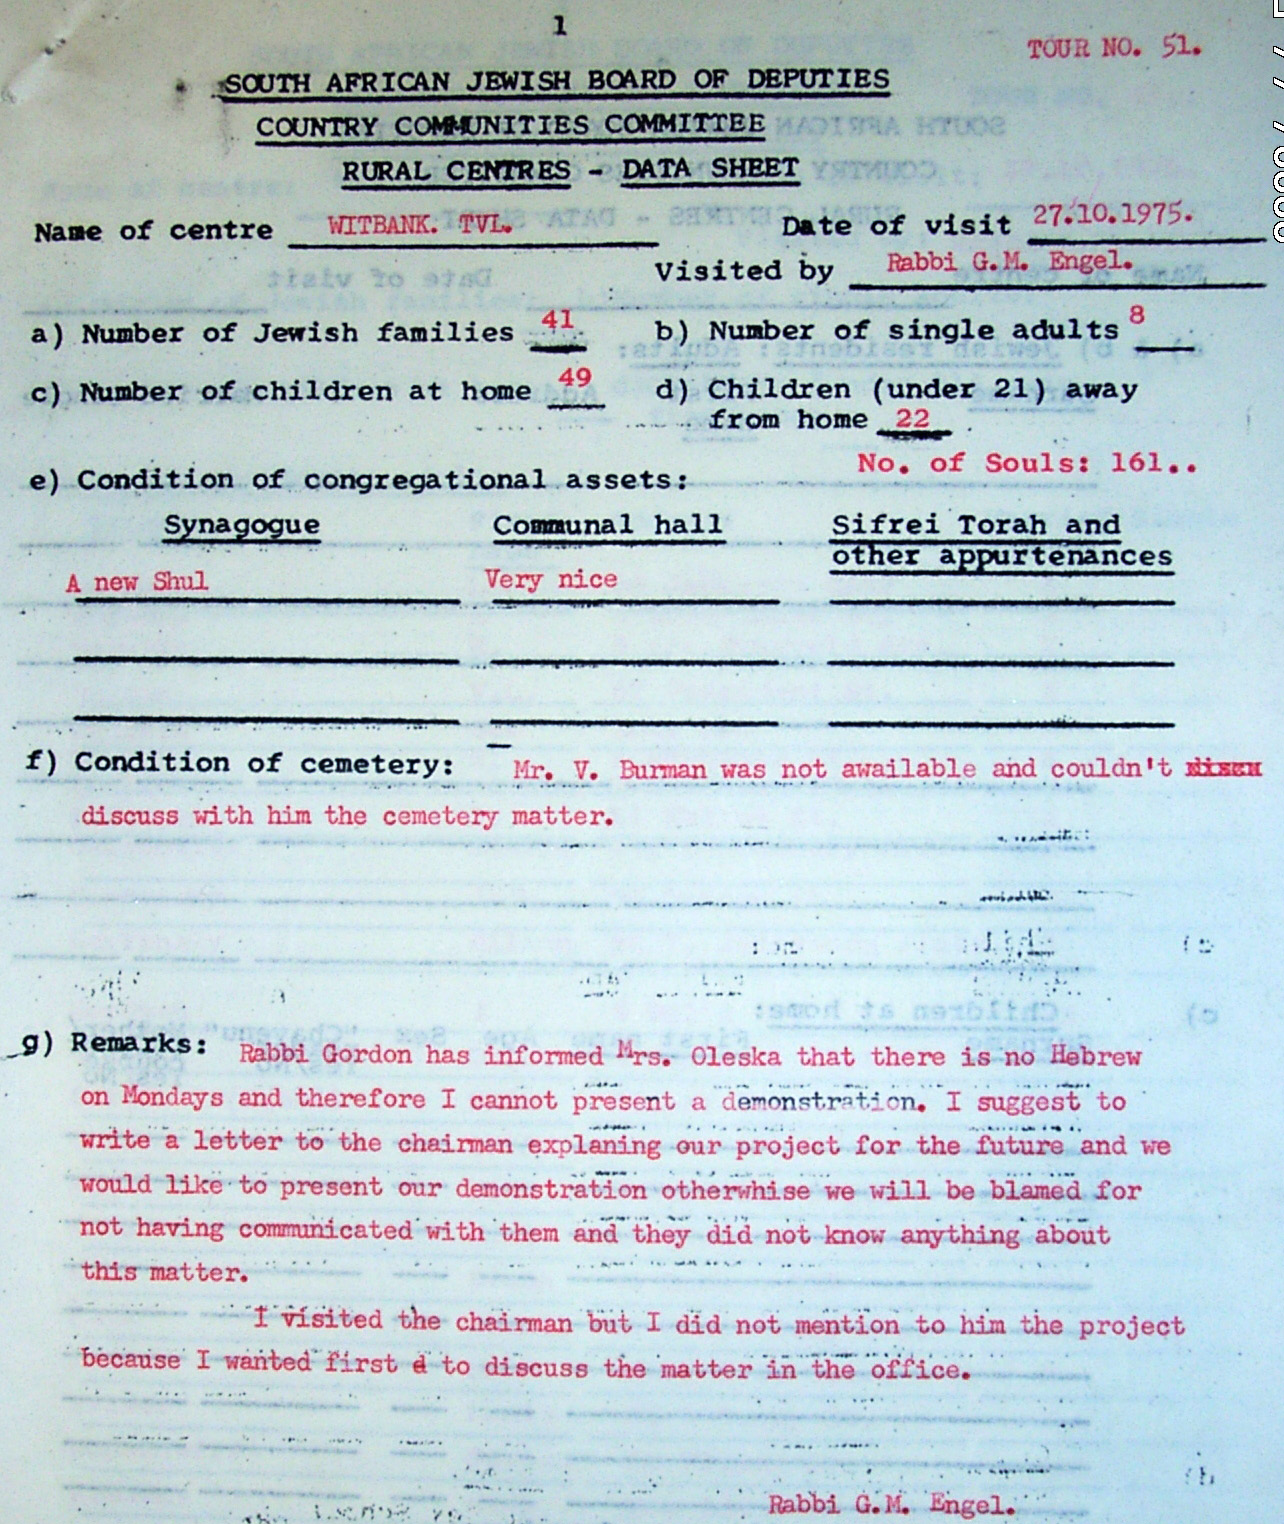 1
TOUR NO. 51.
SOUTH AFRICAN JEWISH BOARD OF DEPUTIES
COUNTRY COMMUNITIES COMMITTEE
RURAL CENTRES - DATA SHEET
Name of centre WITBANK. TVL. Date of visit 27.10.1975.
Visited by Rabbi G.M. Engel.
a) Number of Jewish families 41 b) Number of single adults 8
c) Number of children at home 49 d) Children (under 21) away
from home 22
No. of Souls: 161..
e) Condition of congregational assets:
Synagogue Communal hall Sifrei Torah and
other appurtenances
A new Shul Very nice
f) Condition of cemetery: Mr. V. Burman was not awailable and couldn't
discuss with him the cemetery matter.
g) Remarks: Rabbi Gordon has informed Mrs. Oleska that there is no Hebrew
on Mondays and therefore I cannot present a demonstration. I suggest to
write a letter to the chairman explaning our project for the future and we
would like to present our demonstration otherwhise we will be blamed for
not having communicated with them and they did not know anything about
this matter.
I visited the chairman but I did not mention to him the project
because I wanted first to discuss the matter in the office.
Rabbi G.M. Engel.